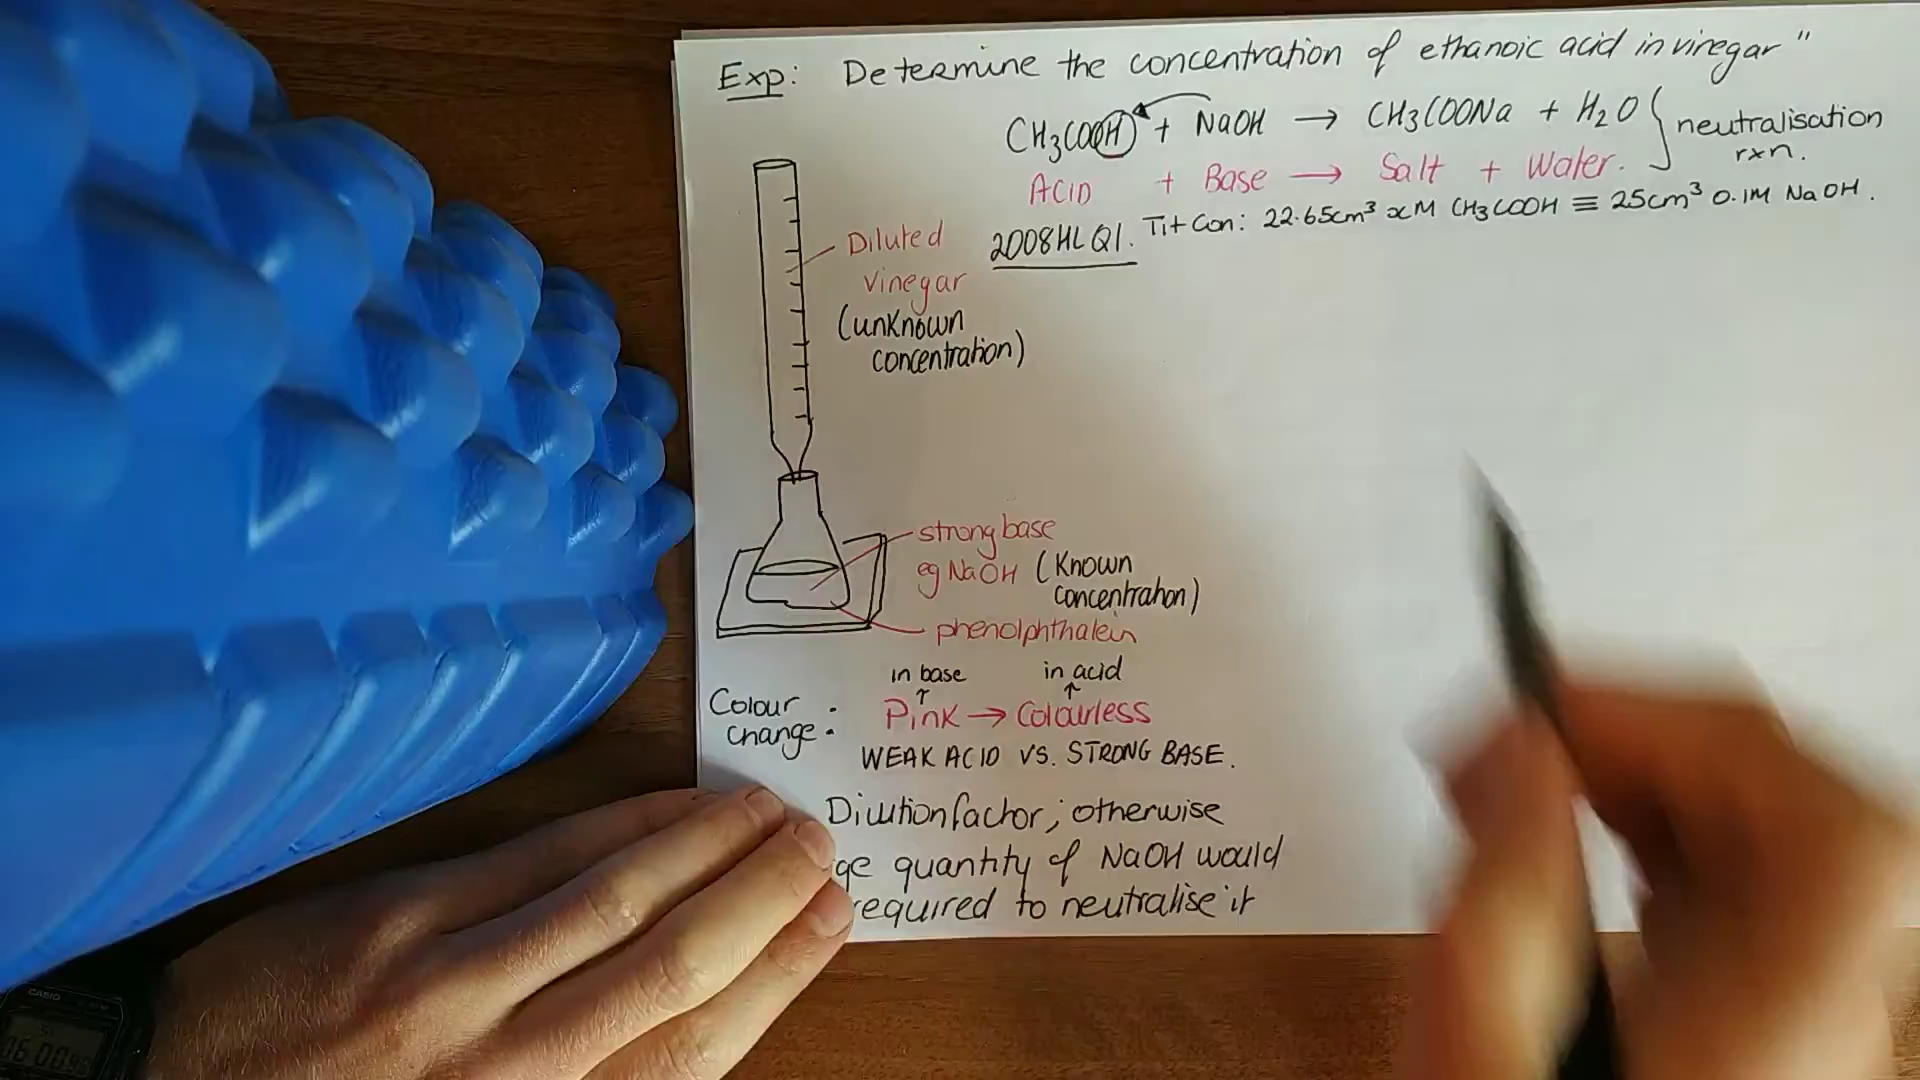 Exp: Determine the concentration of ethanoic acid in vinegar"
CH3COOH + NaOH → CH3COONa + H2O } neutralisation
rxn.
ACID + Base → Salt + Water.
2008HL Q1. Tit Con: 22.65cm³ xM CH3COOH ≡ 25cm³ 0.1M NaOH.
Diluted
vinegar
(unknown
concentration)
strong base
eg NaOH (Known
concentration)
phenolphthalein
in base in acid
↑ ↑
Colour
change: Pink → Colourless
WEAK ACID VS. STRONG BASE.
Dilution factor; otherwise
quantity of NaOH would
required to neutralise it
CASIO